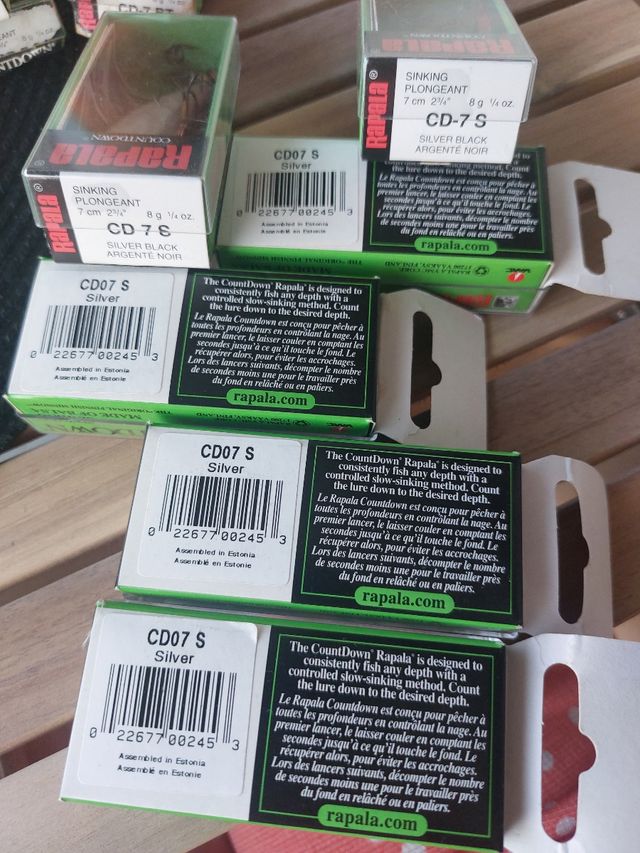 CD-7 S
RAPALA
COUNTDOWN
RAPALA
SINKING
PLONGEANT
7 cm 2¾" 8 g ¼ oz.
CD-7 S
SILVER BLACK
ARGENTÉ NOIR
RAPALA
COUNTDOWN
RAPALA
SINKING
PLONGEANT
7 cm 2¾" 8 g ¼ oz.
CD 7 S
SILVER BLACK
ARGENTÉ NOIR
CD07 S
Silver
0 22677 00245 3
Assembled in Estonia
Assemblé en Estonie
the lure down to the desired depth.
Le Rapala Countdown est conçu pour pêcher à
toutes les profondeurs en contrôlant la nage. Au
premier lancer, le laisser couler en comptant les
secondes jusqu'à ce qu'il touche le fond. Le
récupérer alors, pour éviter les accrochages.
Lors des lancers suivants, décompter le nombre
de secondes moins une pour le travailler près
du fond en relâché ou en paliers.
rapala.com
CD07 S
Silver
0 22677 00245 3
Assembled in Estonia
Assemblé en Estonie
The CountDown® Rapala® is designed to
consistently fish any depth with a
controlled slow-sinking method. Count
the lure down to the desired depth.
Le Rapala Countdown est conçu pour pêcher à
toutes les profondeurs en contrôlant la nage. Au
premier lancer, le laisser couler en comptant les
secondes jusqu'à ce qu'il touche le fond. Le
récupérer alors, pour éviter les accrochages.
Lors des lancers suivants, décompter le nombre
de secondes moins une pour le travailler près
du fond en relâché ou en paliers.
rapala.com
CD07 S
Silver
0 22677 00245 3
Assembled in Estonia
Assemblé en Estonie
The CountDown® Rapala® is designed to
consistently fish any depth with a
controlled slow-sinking method. Count
the lure down to the desired depth.
Le Rapala Countdown est conçu pour pêcher à
toutes les profondeurs en contrôlant la nage. Au
premier lancer, le laisser couler en comptant les
secondes jusqu'à ce qu'il touche le fond. Le
récupérer alors, pour éviter les accrochages.
Lors des lancers suivants, décompter le nombre
de secondes moins une pour le travailler près
du fond en relâché ou en paliers.
rapala.com
CD07 S
Silver
0 22677 00245 3
Assembled in Estonia
Assemblé en Estonie
The CountDown® Rapala® is designed to
consistently fish any depth with a
controlled slow-sinking method. Count
the lure down to the desired depth.
Le Rapala Countdown est conçu pour pêcher à
toutes les profondeurs en contrôlant la nage. Au
premier lancer, le laisser couler en comptant les
secondes jusqu'à ce qu'il touche le fond. Le
récupérer alors, pour éviter les accrochages.
Lors des lancers suivants, décompter le nombre
de secondes moins une pour le travailler près
du fond en relâché ou en paliers.
rapala.com